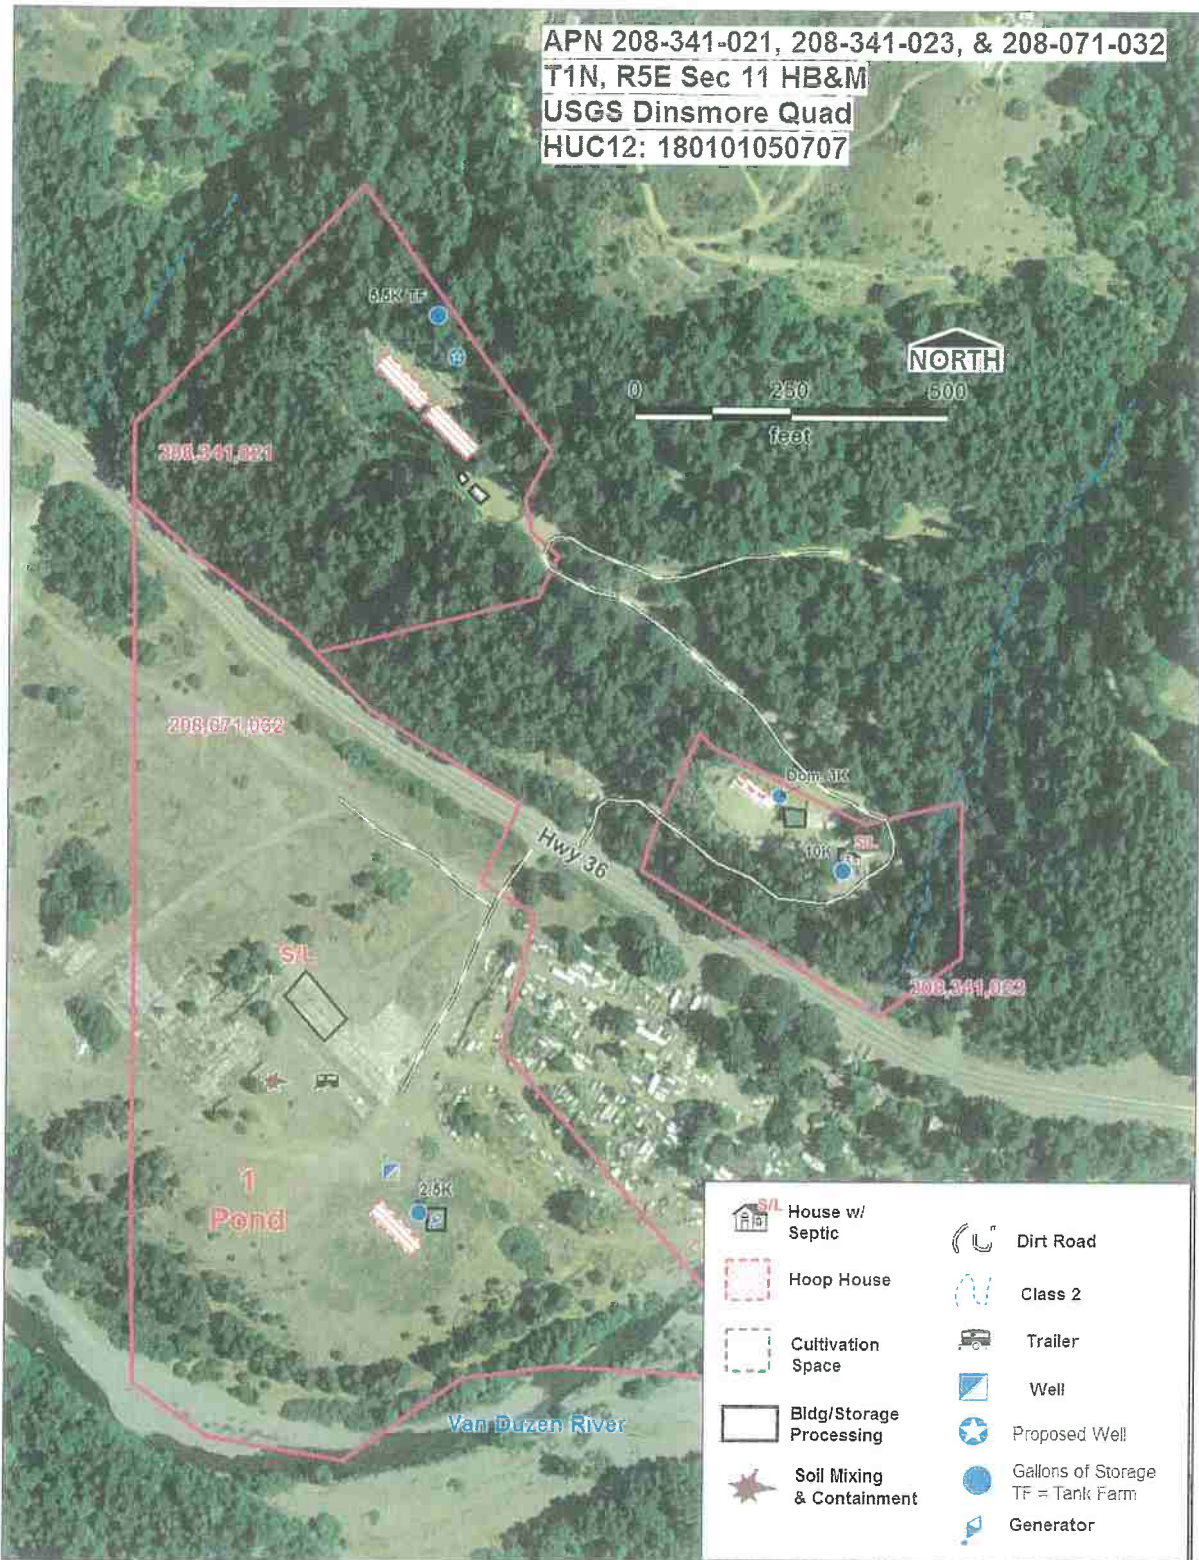 APN 208-341-021, 208-341-023, & 208-071-032
T1N, R5E Sec 11 HB&M
USGS Dinsmore Quad
HUC12: 180101050707
5.5K TF
NORTH
0 250 500
feet
208,341,021
208,071,032
Dom. 1K
Hwy 36
10K
S/L
S/L
208,341,023
1
Pond
2.5K
Van Duzen River
S/L House w/
Septic
Hoop House
Cultivation
Space
Bldg/Storage
Processing
Soil Mixing
& Containment
Dirt Road
Class 2
Trailer
Well
Proposed Well
Gallons of Storage
TF = Tank Farm
Generator